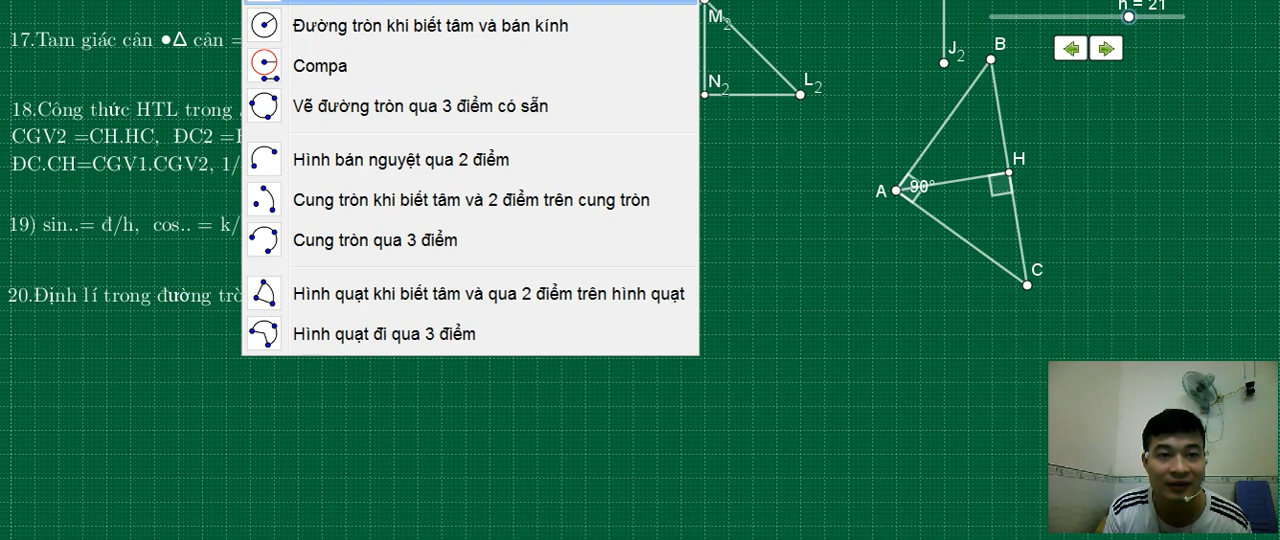 17.Tam giác cân ●Δ cân =
18.Công thức HTL trong
CGV2 =CH.HC, ĐC2 =
ĐC.CH=CGV1.CGV2, 1/
19) sin..= đ/h, cos.. = k/
20.Định lí trong đường trò
Đường tròn khi biết tâm và bán kính
Compa
Vẽ đường tròn qua 3 điểm có sẵn
Hình bán nguyệt qua 2 điểm
Cung tròn khi biết tâm và 2 điểm trên cung tròn
Cung tròn qua 3 điểm
Hình quạt khi biết tâm và qua 2 điểm trên hình quạt
Hình quạt đi qua 3 điểm
M2
N2
L2
J2
n = 21
B
H
A
90°
C